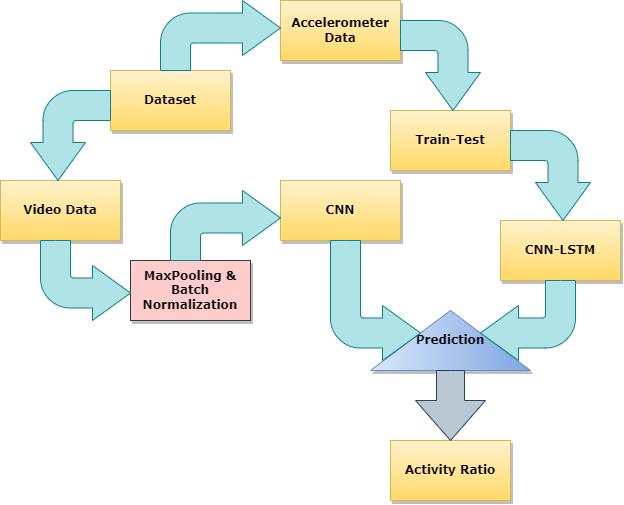 Accelerometer
Data
Dataset
Train-Test
Video Data
CNN
CNN-LSTM
MaxPooling &
Batch
Normalization
Prediction
Activity Ratio